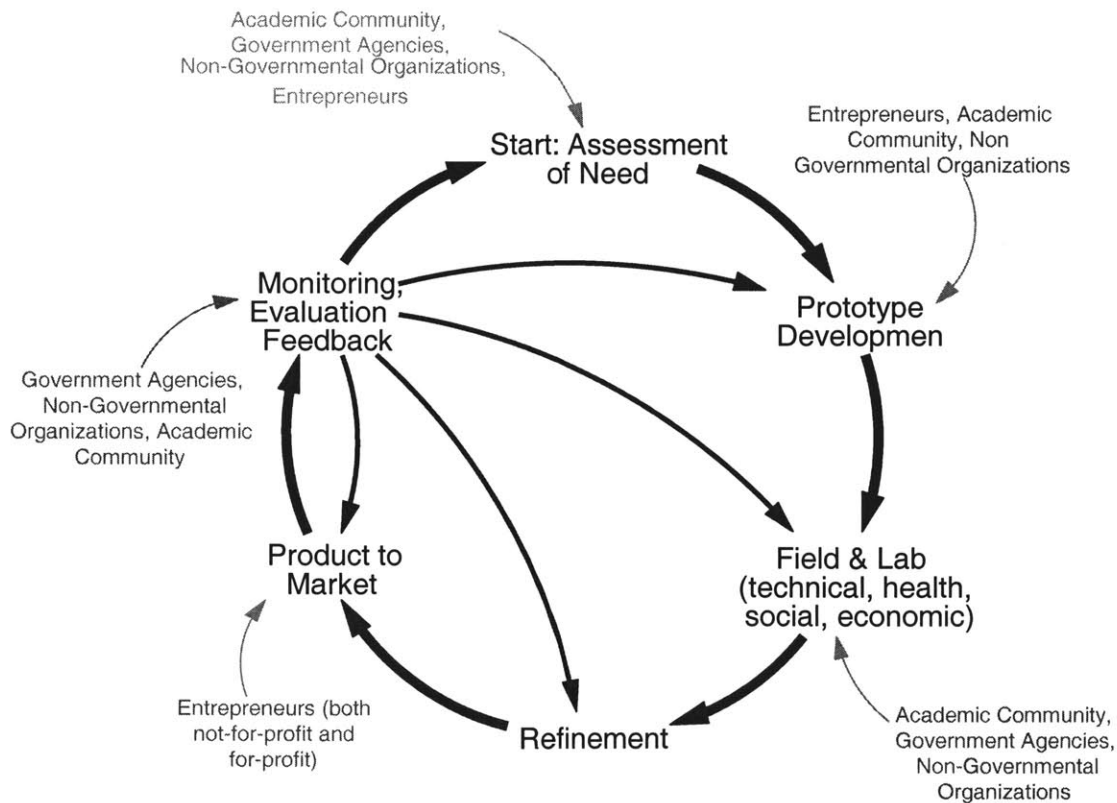 Academic Community,
Government Agencies,
Non-Governmental Organizations,
Entrepreneurs
Start: Assessment
of Need
Entrepreneurs, Academic
Community, Non
Governmental Organizations
Monitoring,
Evaluation
Feedback
Prototype
Developmen
Government Agencies,
Non-Governmental
Organizations, Academic
Community
Product to
Market
Field & Lab
(technical, health,
social, economic)
Entrepreneurs (both
not-for-profit and
for-profit)
Refinement
Academic Community,
Government Agencies,
Non-Governmental
Organizations